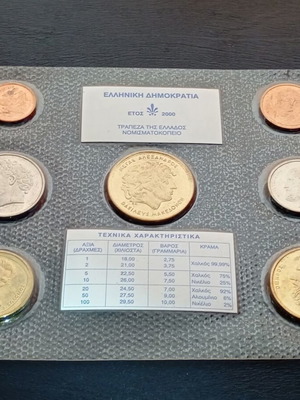 ΕΛΛΗΝΙΚΗ ΔΗΜΟΚΡΑΤΙΑ
ΕΤΟΣ 2000
ΤΡΑΠΕΖΑ ΤΗΣ ΕΛΛΑΔΟΣ
ΝΟΜΙΣΜΑΤΟΚΟΠΕΙΟ
ΜΕΓΑΣ ΑΛΕΞΑΝΔΡΟΣ
ΒΑΣΙΛΕΥΣ ΜΑΚΕΔΟΝΩΝ
ΤΕΧΝΙΚΑ ΧΑΡΑΚΤΗΡΙΣΤΙΚΑ
ΑΞΙΑ ΔΙΑΜΕΤΡΟΣ ΒΑΡΟΣ ΚΡΑΜΑ
(ΔΡΑΧΜΕΣ) (ΧΙΛΙΟΣΤΑ) (ΓΡΑΜΜΑΡΙΑ)
1 18,00 2,75 Χαλκός 99,90%
2 21,00 3,75
5 22,50 5,50 Χαλκός 75%
10 26,00 7,50 Νικέλιο 25%
20 24,50 7,00 Χαλκός 92%
50 27,50 9,00 Αλουμίνιο 6%
100 29,50 10,00 Νικέλιο 2%